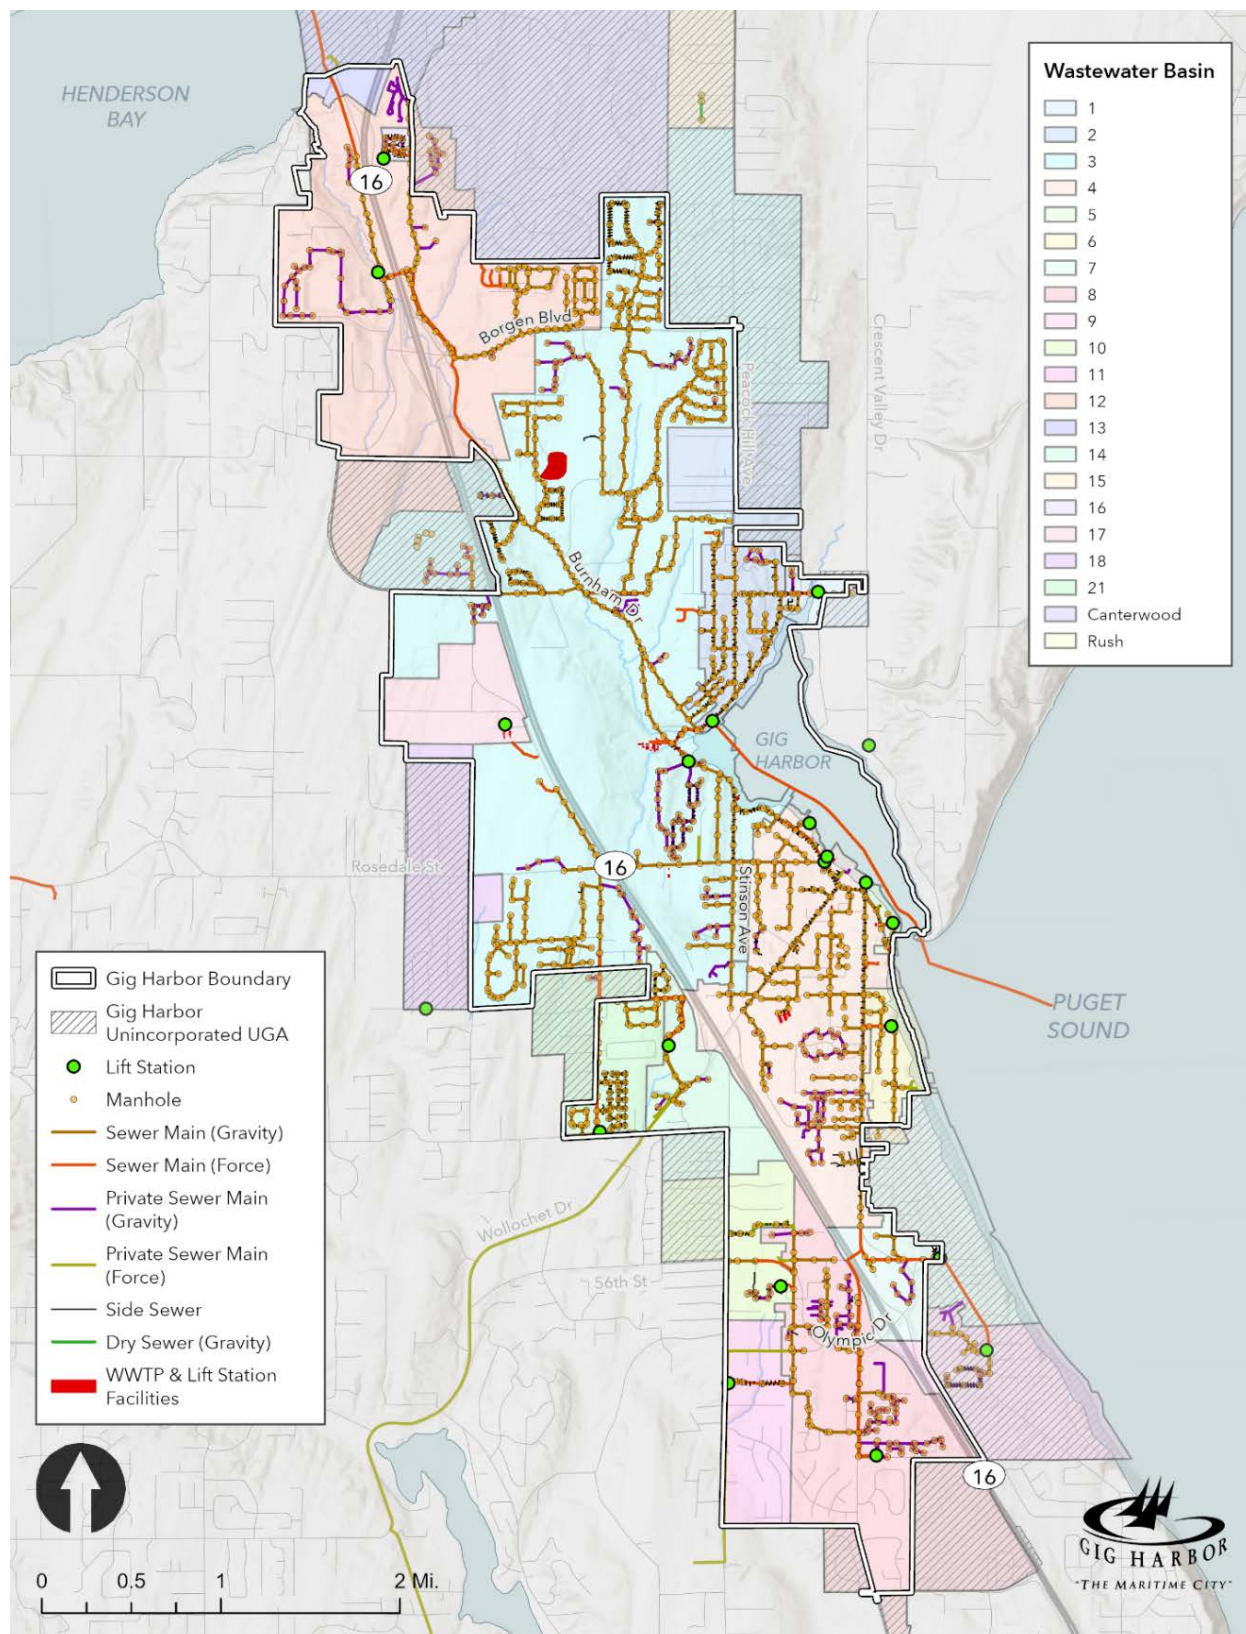 HENDERSON
BAY
Wastewater Basin
1
2
3
4
5
6
7
8
9
10
11
12
13
14
15
16
17
18
21
Canterwood
Rush
16
Borgen Blvd
Peacock Hill Ave
Crescent Valley Dr
Burnham Dr
GIG
HARBOR
Rosedale St
16
Stinson Ave
PUGET
SOUND
Gig Harbor Boundary
Gig Harbor
Unincorporated UGA
Lift Station
Manhole
Sewer Main (Gravity)
Sewer Main (Force)
Private Sewer Main
(Gravity)
Private Sewer Main
(Force)
Side Sewer
Dry Sewer (Gravity)
WWTP & Lift Station
Facilities
Wollochet Dr
56th St
Olympic Dr
16
0 0.5 1 2 Mi.
GIG HARBOR
"THE MARITIME CITY"